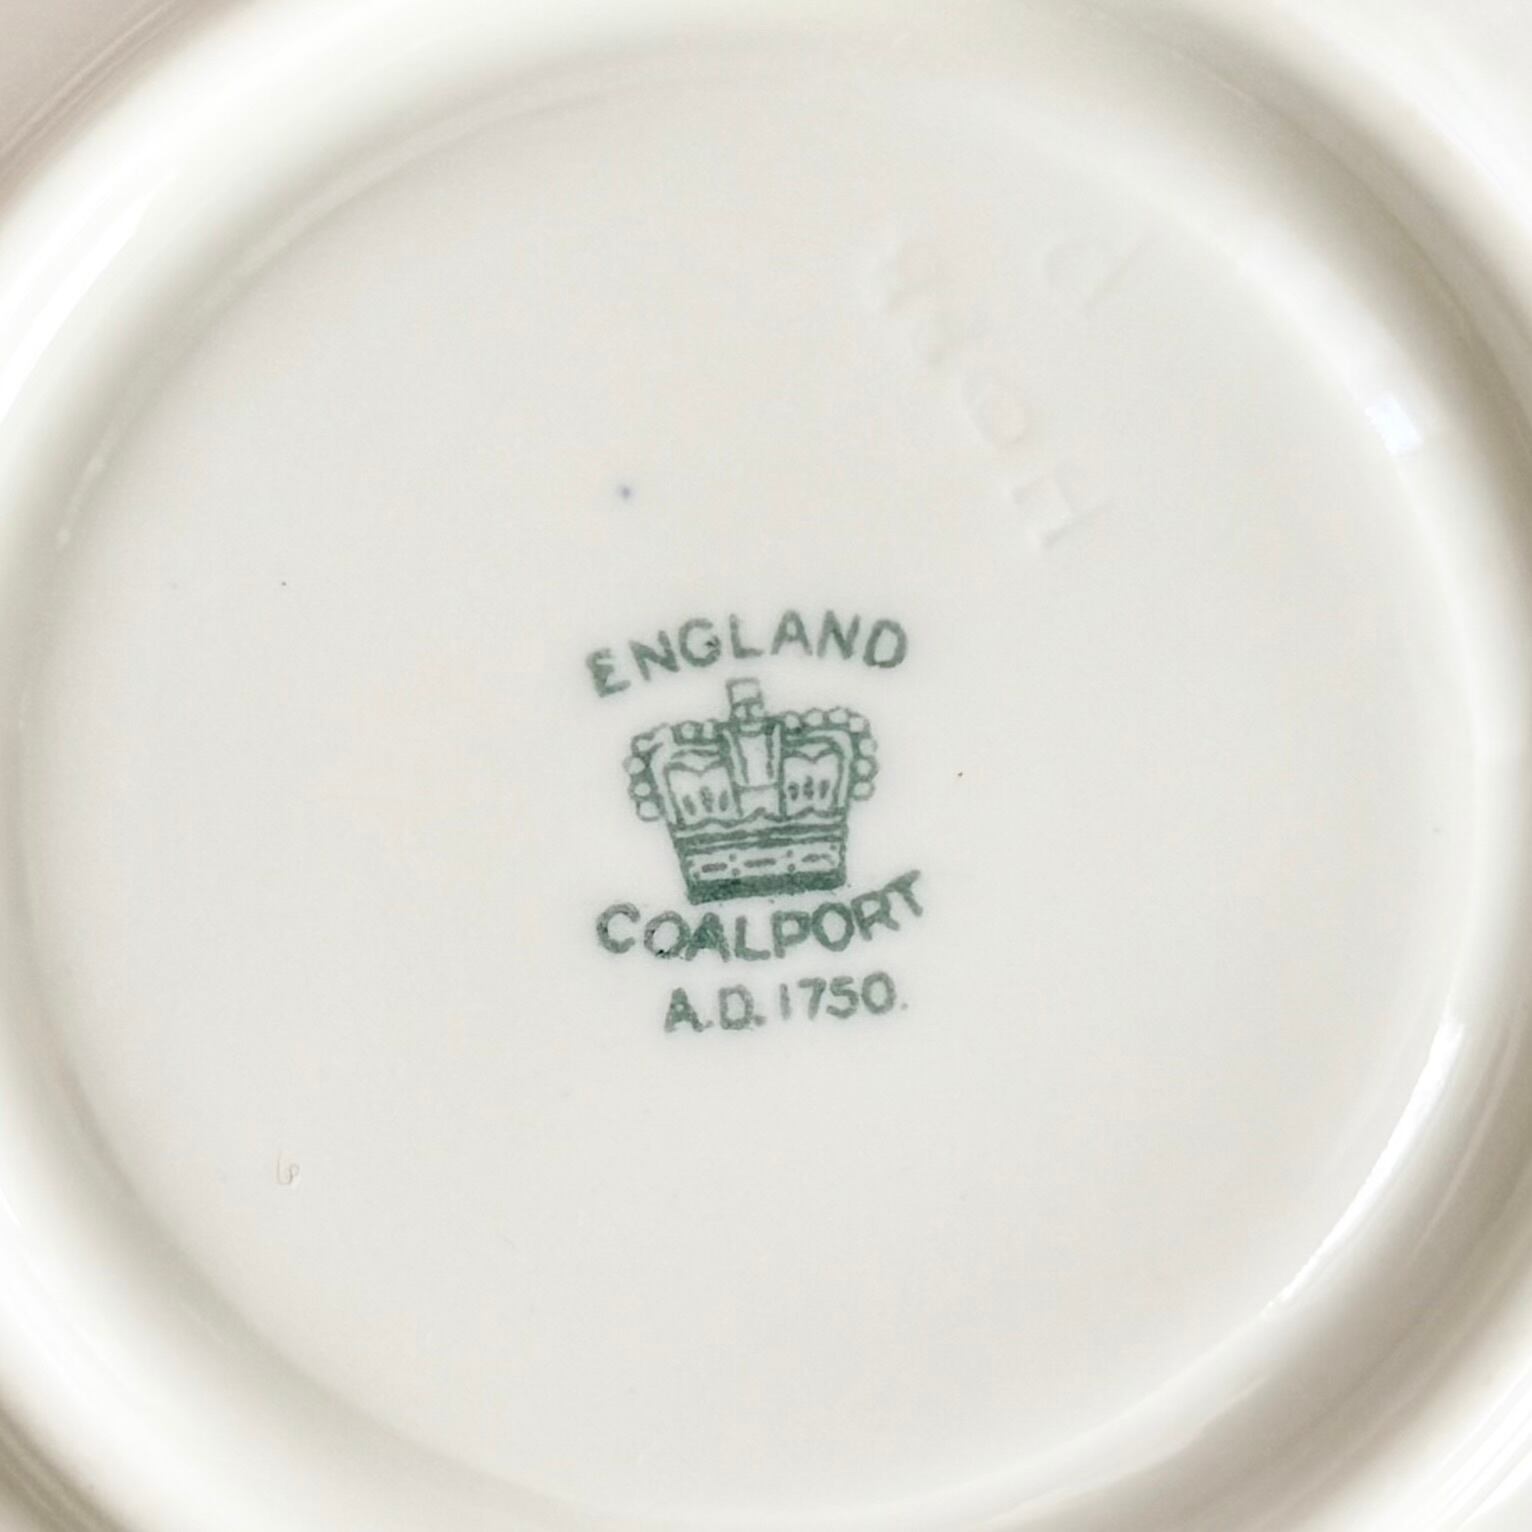 ENGLAND
COALPORT
A.D. 1750.